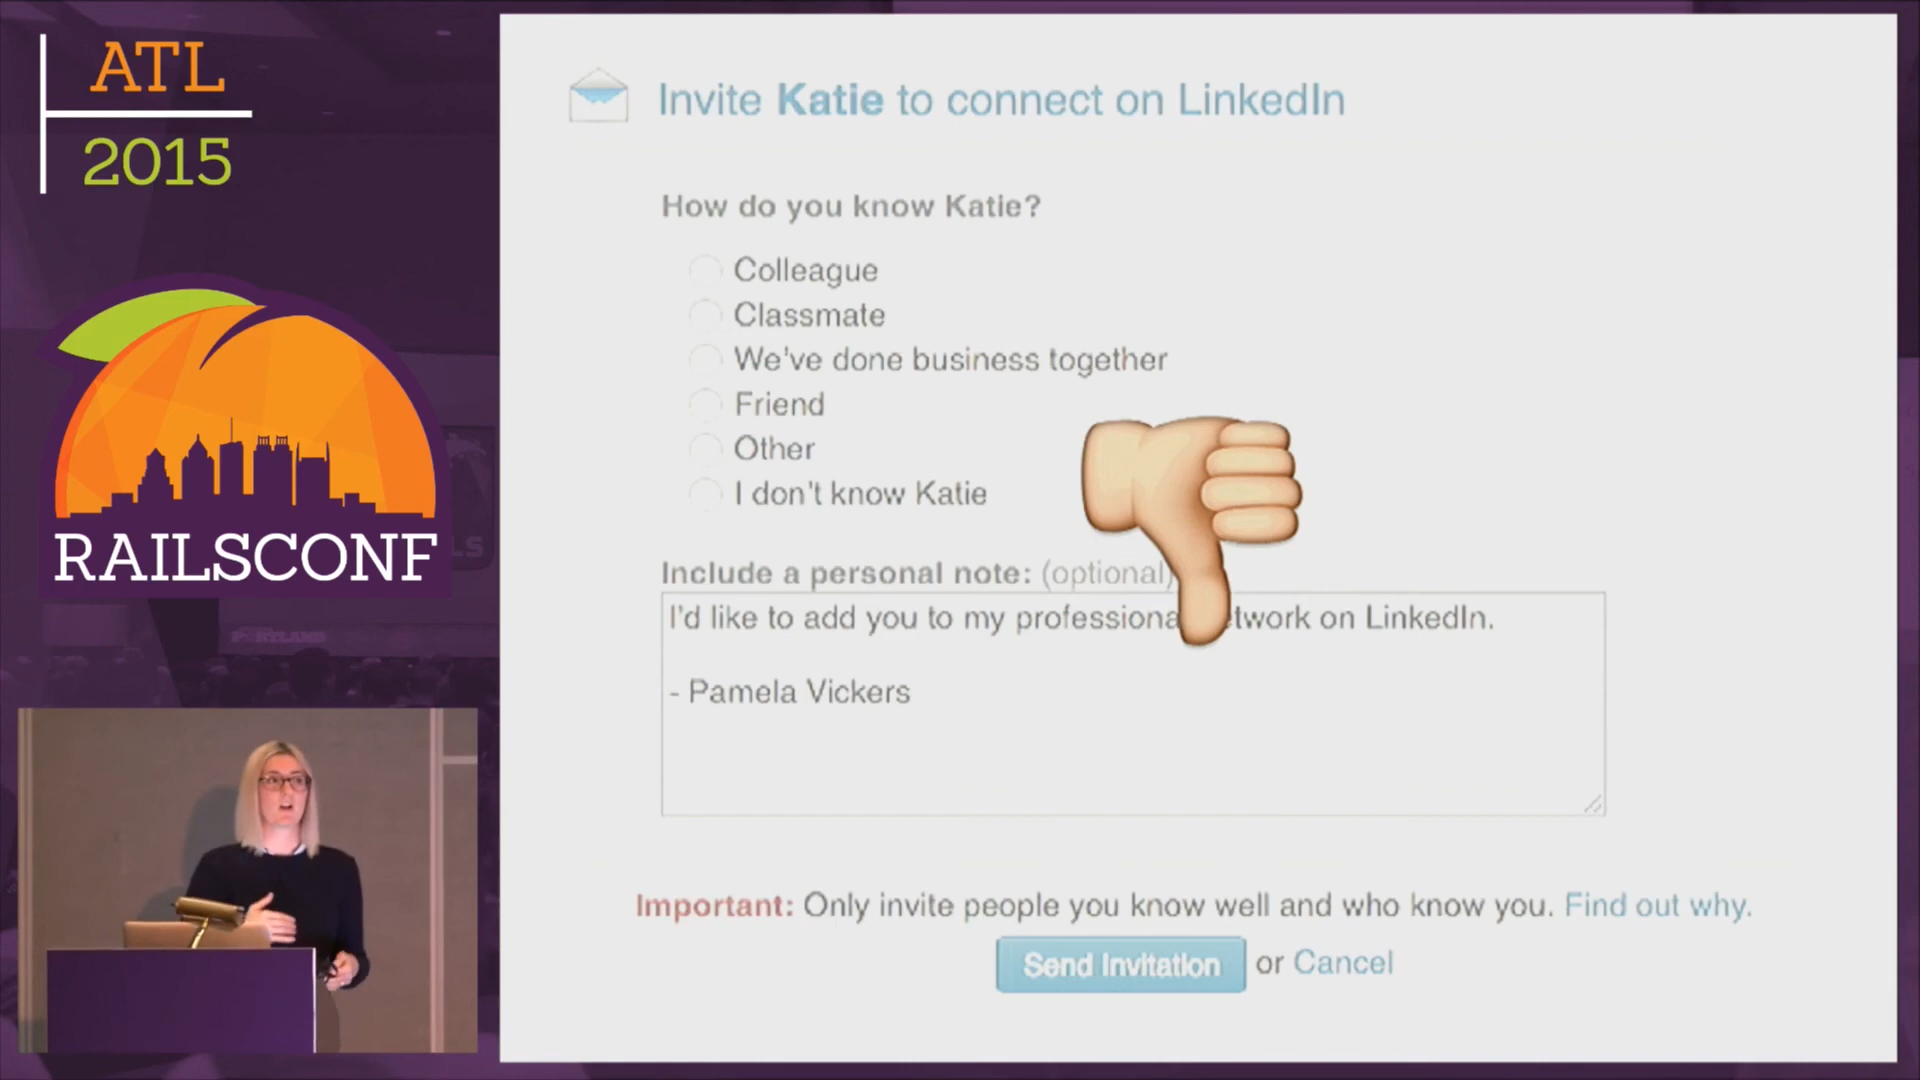 ATL
2015
RAILSCONF
PORTLAND
Invite Katie to connect on LinkedIn
How do you know Katie?
Colleague
Classmate
We've done business together
Friend
Other
I don't know Katie
Include a personal note: (optional)
I'd like to add you to my professional network on LinkedIn.
- Pamela Vickers
Important: Only invite people you know well and who know you. Find out why.
Send Invitation or Cancel